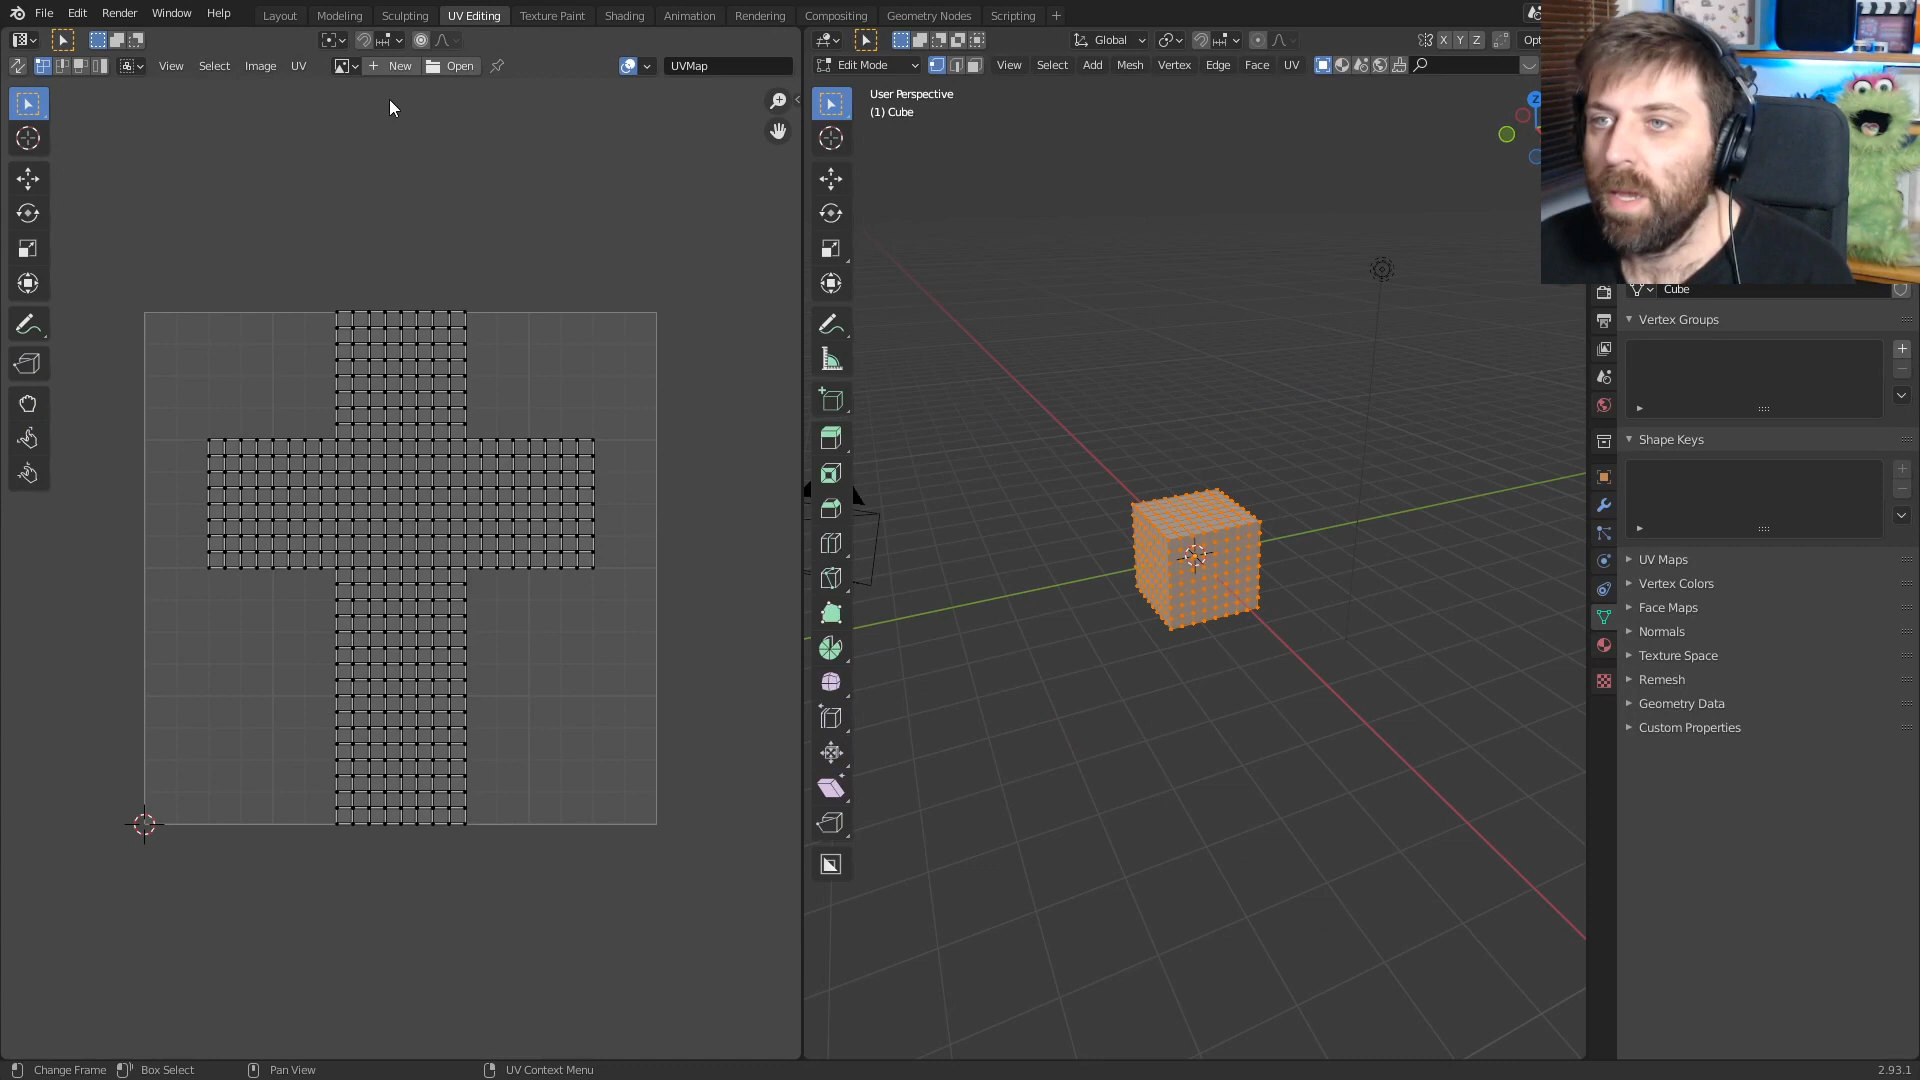 File Edit Render Window Help Layout Modeling Sculpting UV Editing Texture Paint Shading Animation Rendering Compositing Geometry Nodes Scripting +
Global X Y Z Opt
View Select Image UV + New Open UVMap
Edit Mode View Select Add Mesh Vertex Edge Face UV
User Perspective
(1) Cube
Z
Cube
Vertex Groups
Shape Keys
UV Maps
Vertex Colors
Face Maps
Normals
Texture Space
Remesh
Geometry Data
Custom Properties
Change Frame Box Select Pan View UV Context Menu 2.93.1